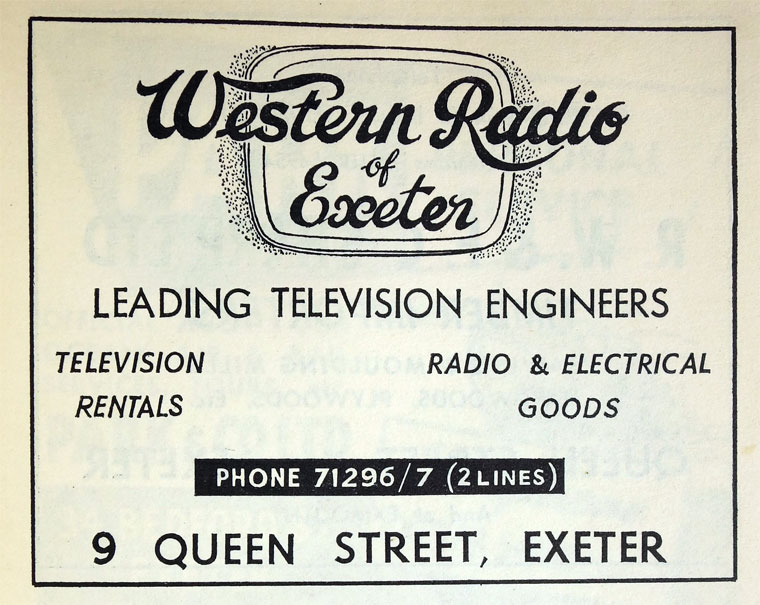 Western Radio
of
Exeter
LEADING TELEVISION ENGINEERS
TELEVISION RENTALS
RADIO & ELECTRICAL GOODS
PHONE 71296/7 (2 LINES)
9 QUEEN STREET, EXETER